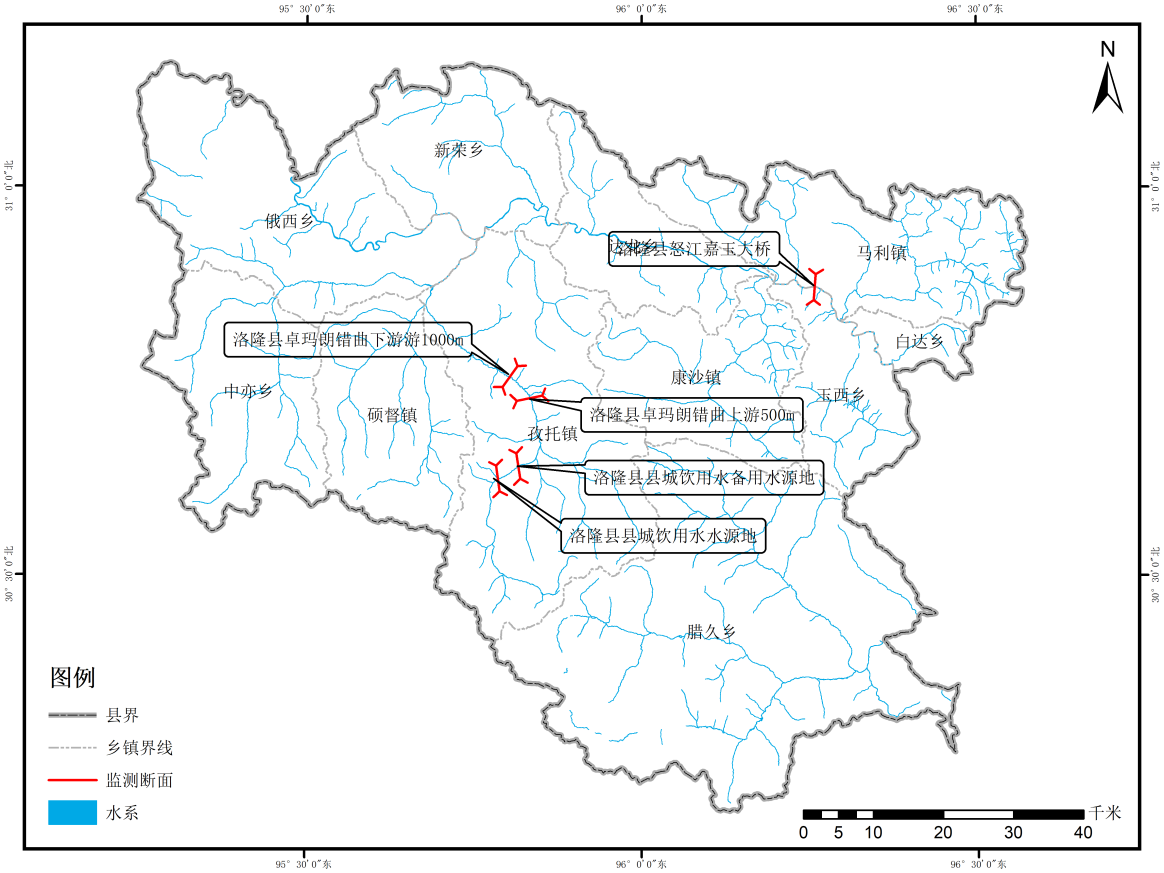 95° 30'0"东
96° 0'0"东
96° 30'0"东
N
31° 0'0"北
31° 0'0"北
新荣乡
俄西乡
达龙乡
洛隆县怒江嘉玉大桥
马利镇
洛隆县卓玛朗错曲下游游1000m
白达乡
中亦乡
康沙镇
玉西乡
硕督镇
洛隆县卓玛朗错曲上游500m
孜托镇
洛隆县县城饮用水备用水源地
洛隆县县城饮用水水源地
30° 30'0"北
30° 30'0"北
腊久乡
图例
县界
乡镇界线
监测断面
水系
千米
0 5 10 20 30 40
95° 30'0"东
96° 0'0"东
96° 30'0"东